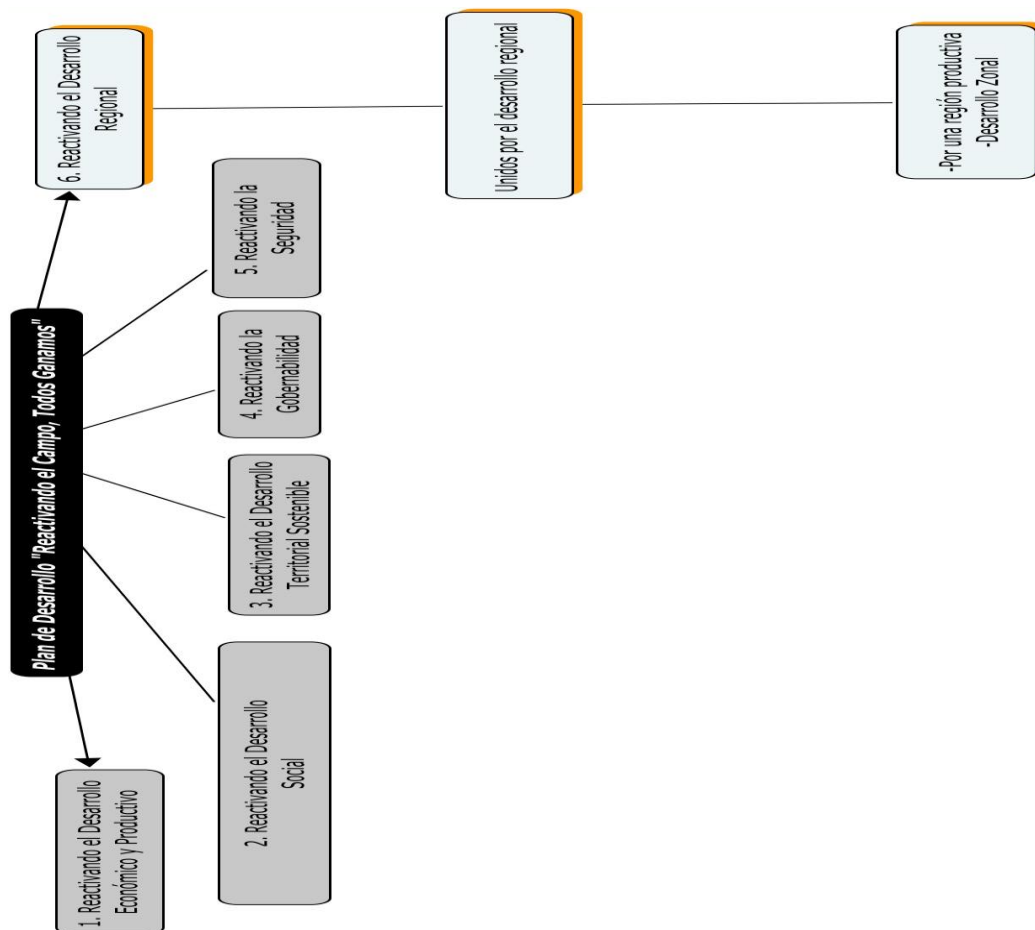 Plan de Desarrollo "Reactivando el Campo, Todos Ganamos"
1. Reactivando el Desarrollo
Económico y Productivo
2. Reactivando el Desarrollo
Social
3. Reactivando el Desarrollo
Territorial Sostenible
4. Reactivando la
Gobernabilidad
5. Reactivando la
Seguridad
6. Reactivando el Desarrollo
Regional
Unidos por el desarrollo regional
-Por una región productiva
-Desarrollo Zonal